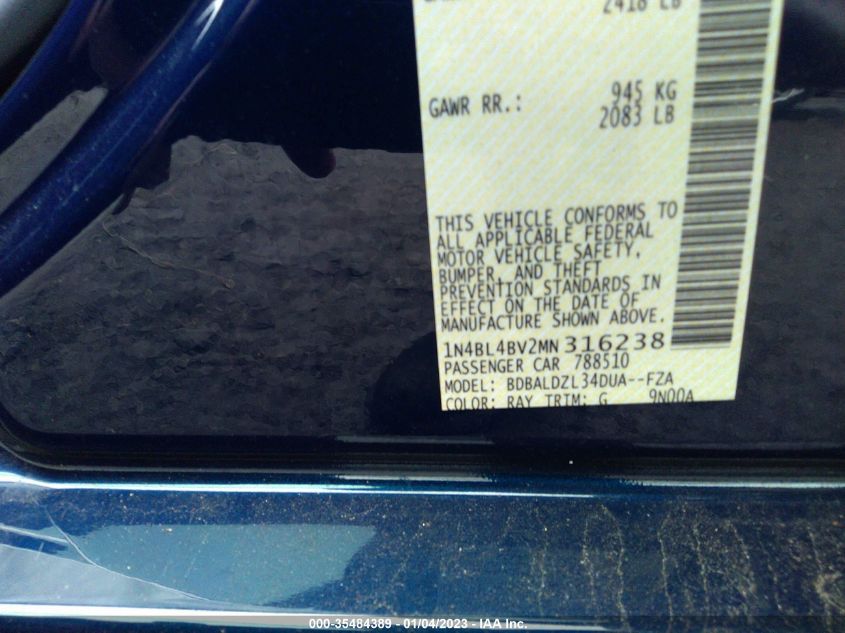 2418 LB
GAWR RR.: 945 KG
2083 LB
THIS VEHICLE CONFORMS TO
ALL APPLICABLE FEDERAL
MOTOR VEHICLE SAFETY,
BUMPER, AND THEFT
PREVENTION STANDARDS IN
EFFECT ON THE DATE OF
MANUFACTURE SHOWN ABOVE.
1N4BL4BV2MN316238
PASSENGER CAR 788510
MODEL: BDBALDZL34DUA--FZA
COLOR: RAY TRIM: G 9N00A
000-35484389 - 01/04/2023 - IAA Inc.